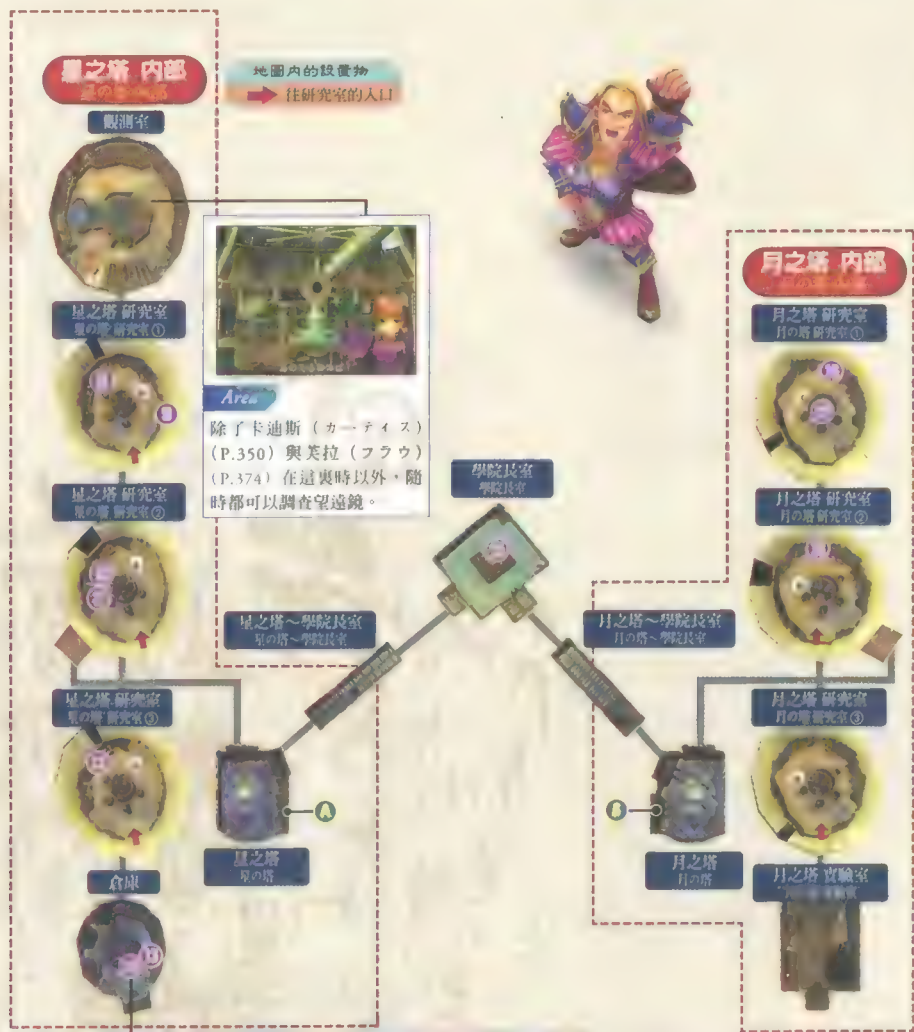 星之塔 内部
地圖内的設置物
往研究室的入口
觀測室
星之塔 研究室
星の塔 研究室①
Area
除了卡迪斯（カーティス）
（P.350）與芙拉（フラウ）
（P.374）在這裏時以外，隨
時都可以調查望遠鏡。
星之塔 研究室
星の塔 研究室②
星之塔 研究室
星の塔 研究室③
倉庫
星之塔～學院長室
星の塔～學院長室
學院長室
學院長室
A
星之塔
星の塔
月之塔～學院長室
月の塔～學院長室
B
月之塔
月の塔
月之塔 内部
月之塔 研究室
月の塔 研究室①
月之塔 研究室
月の塔 研究室②
月之塔 研究室
月の塔 研究室③
月之塔 實驗室